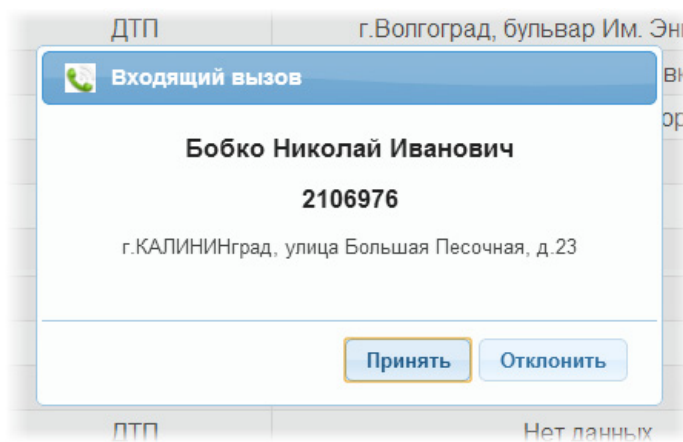 ДТП г.Волгоград, бульвар Им.
Входящий вызов
Бобко Николай Иванович
2106976
г.КАЛИНИНград, улица Большая Песочная, д.23
Принять Отклонить
ДТП Нет данных